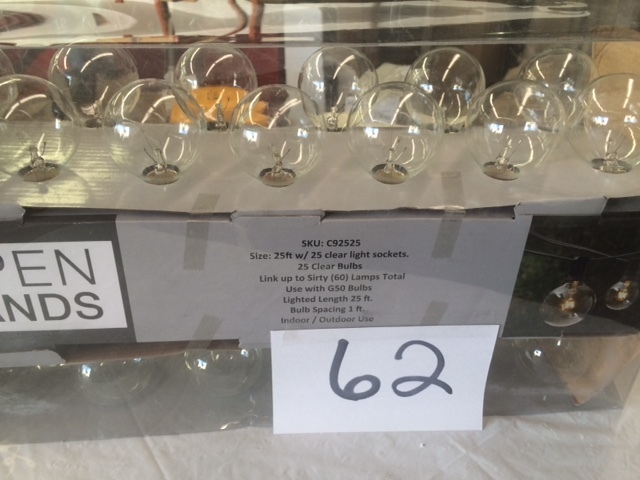 SKU: C92525
Size: 25ft w/ 25 clear light sockets.
25 Clear Bulbs
Link up to Sirty (60) Lamps Total
Use with G50 Bulbs
Lighted Length 25 ft.
Bulb Spacing 1 ft.
Indoor / Outdoor Use
PEN
ANDS
62